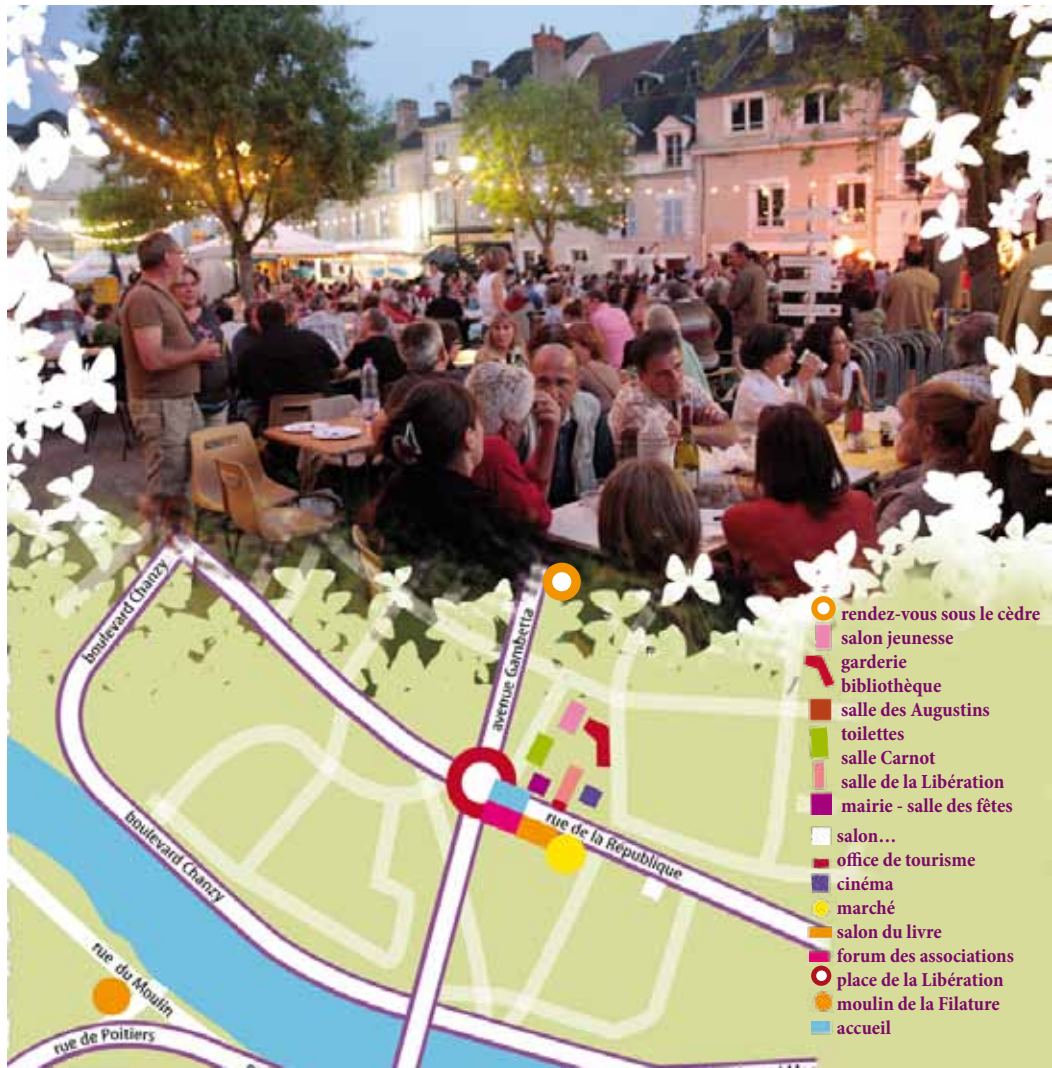 boulevard Chanzy
avenue Gambetta
rendez-vous sous le cèdre
salon jeunesse
garderie
bibliothèque
salle des Augustins
toilettes
salle Carnot
salle de la Libération
mairie - salle des fêtes
salon…
office de tourisme
cinéma
marché
salon du livre
forum des associations
place de la Libération
moulin de la Filature
accueil
rue de la République
boulevard Chanzy
rue du Moulin
rue de Poitiers